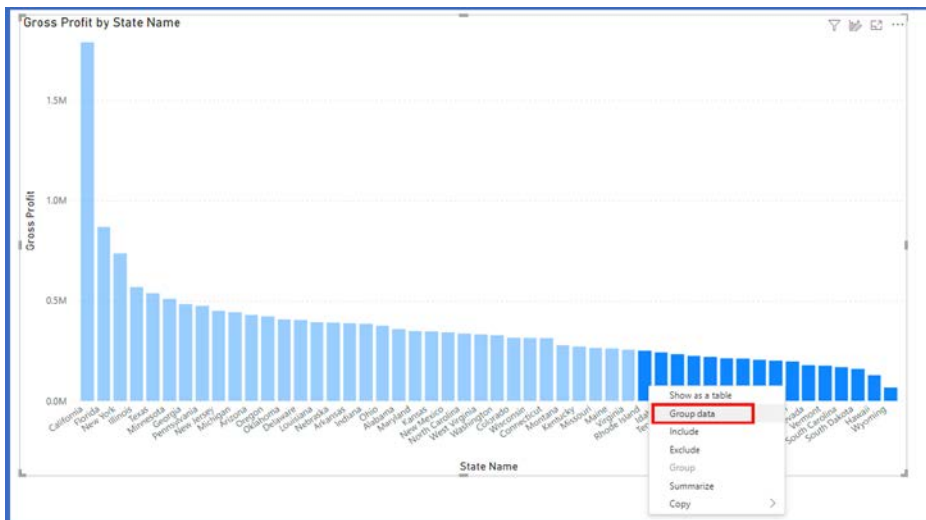 Gross Profit by State Name
1.5M
1.0M
0.5M
0.0M
Gross Profit
California
Florida
New York
Illinois
Texas
Minnesota
Georgia
Pennsylvania
New Jersey
Michigan
Arizona
Oregon
Oklahoma
Delaware
Louisiana
Nebraska
Arkansas
Indiana
Ohio
Alabama
Maryland
Kansas
New Mexico
North Carolina
West Virginia
Washington
Colorado
Wisconsin
Connecticut
Montana
Kentucky
Missouri
Maine
Virginia
Rhode Island
Vermont
South Carolina
South Dakota
Hawaii
Wyoming
State Name
Show as a table
Group data
Include
Exclude
Group
Summarize
Copy